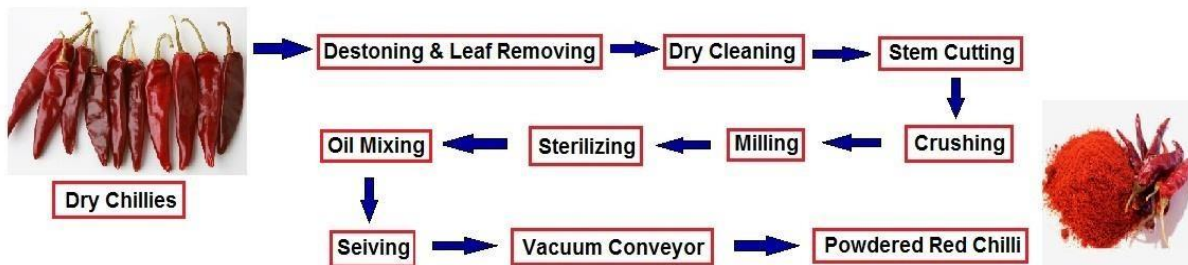 Dry Chillies
Destoning & Leaf Removing
Dry Cleaning
Stem Cutting
Crushing
Milling
Sterilizing
Oil Mixing
Seiving
Vacuum Conveyor
Powdered Red Chilli